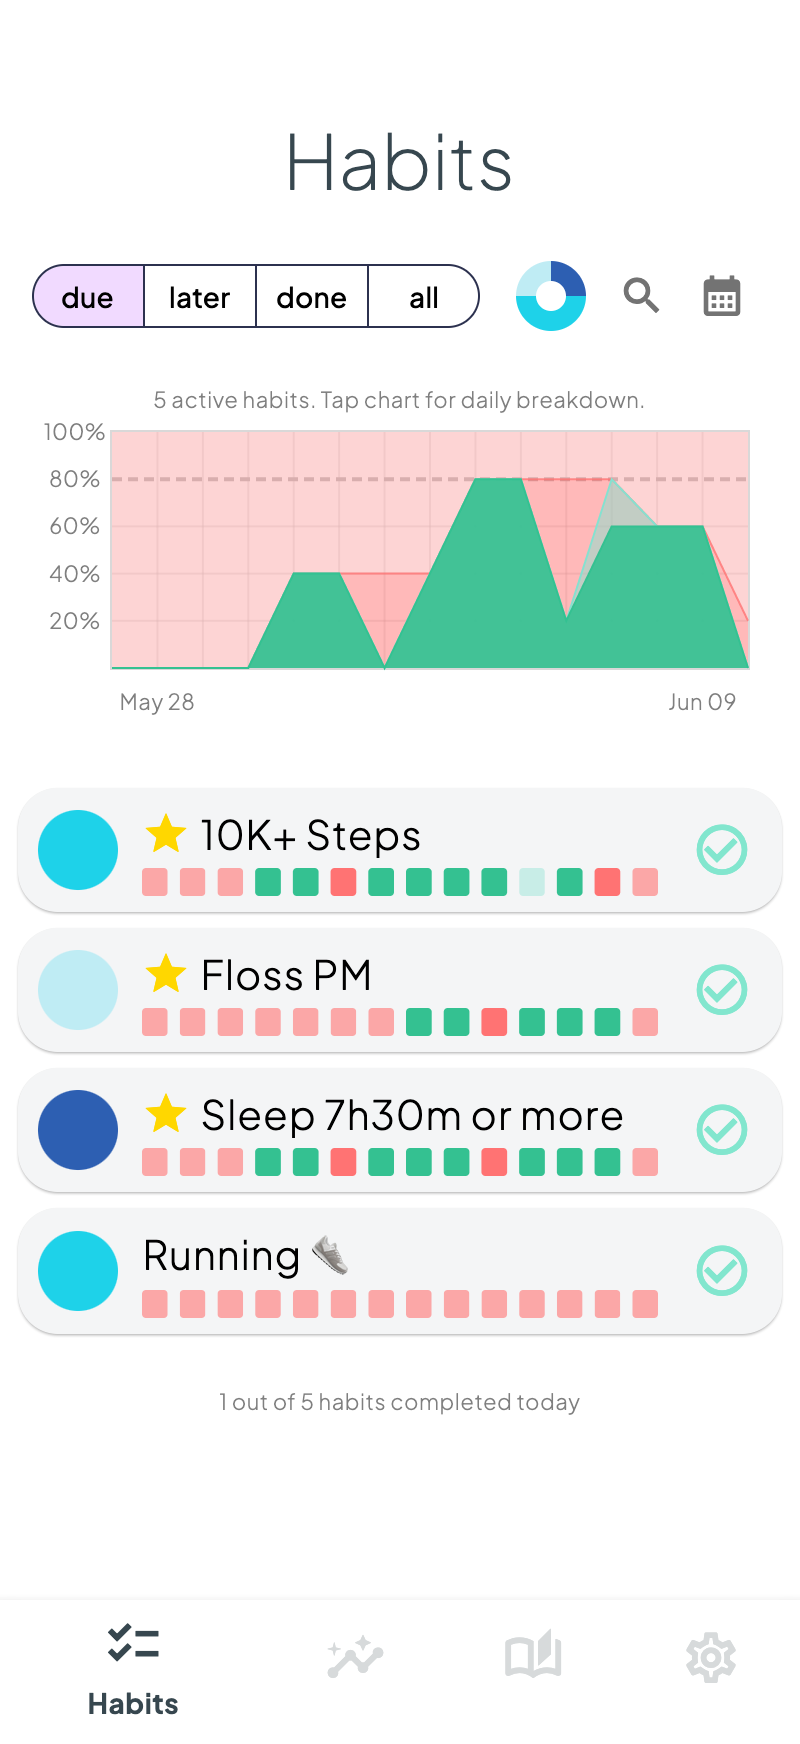 Habits
due later done all
5 active habits. Tap chart for daily breakdown.
100%
80%
60%
40%
20%
May 28 Jun 09
10K+ Steps
Floss PM
Sleep 7h30m or more
Running
1 out of 5 habits completed today
Habits